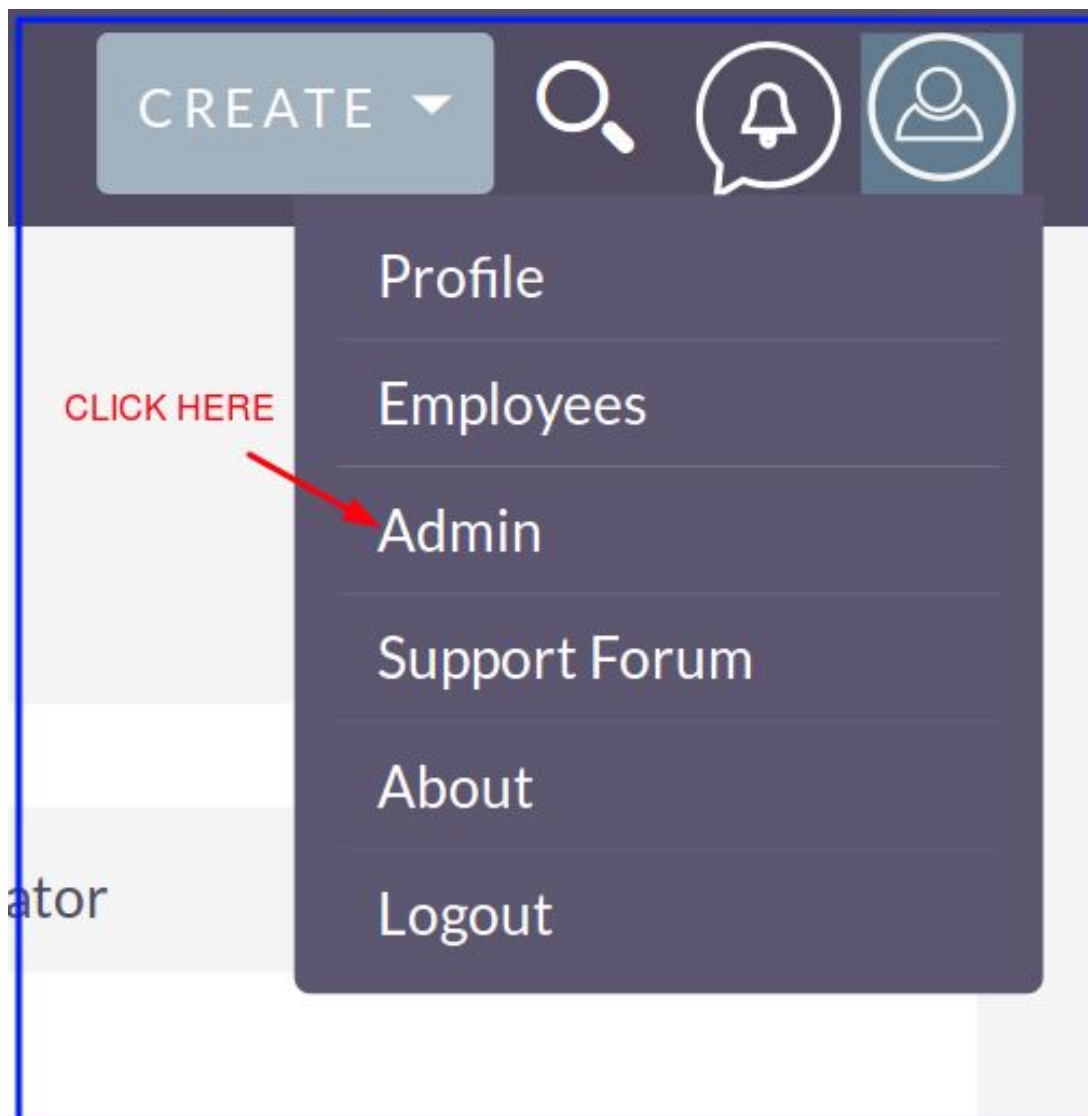 CREATE
Profile
Employees
CLICK HERE
Admin
Support Forum
About
ator
Logout